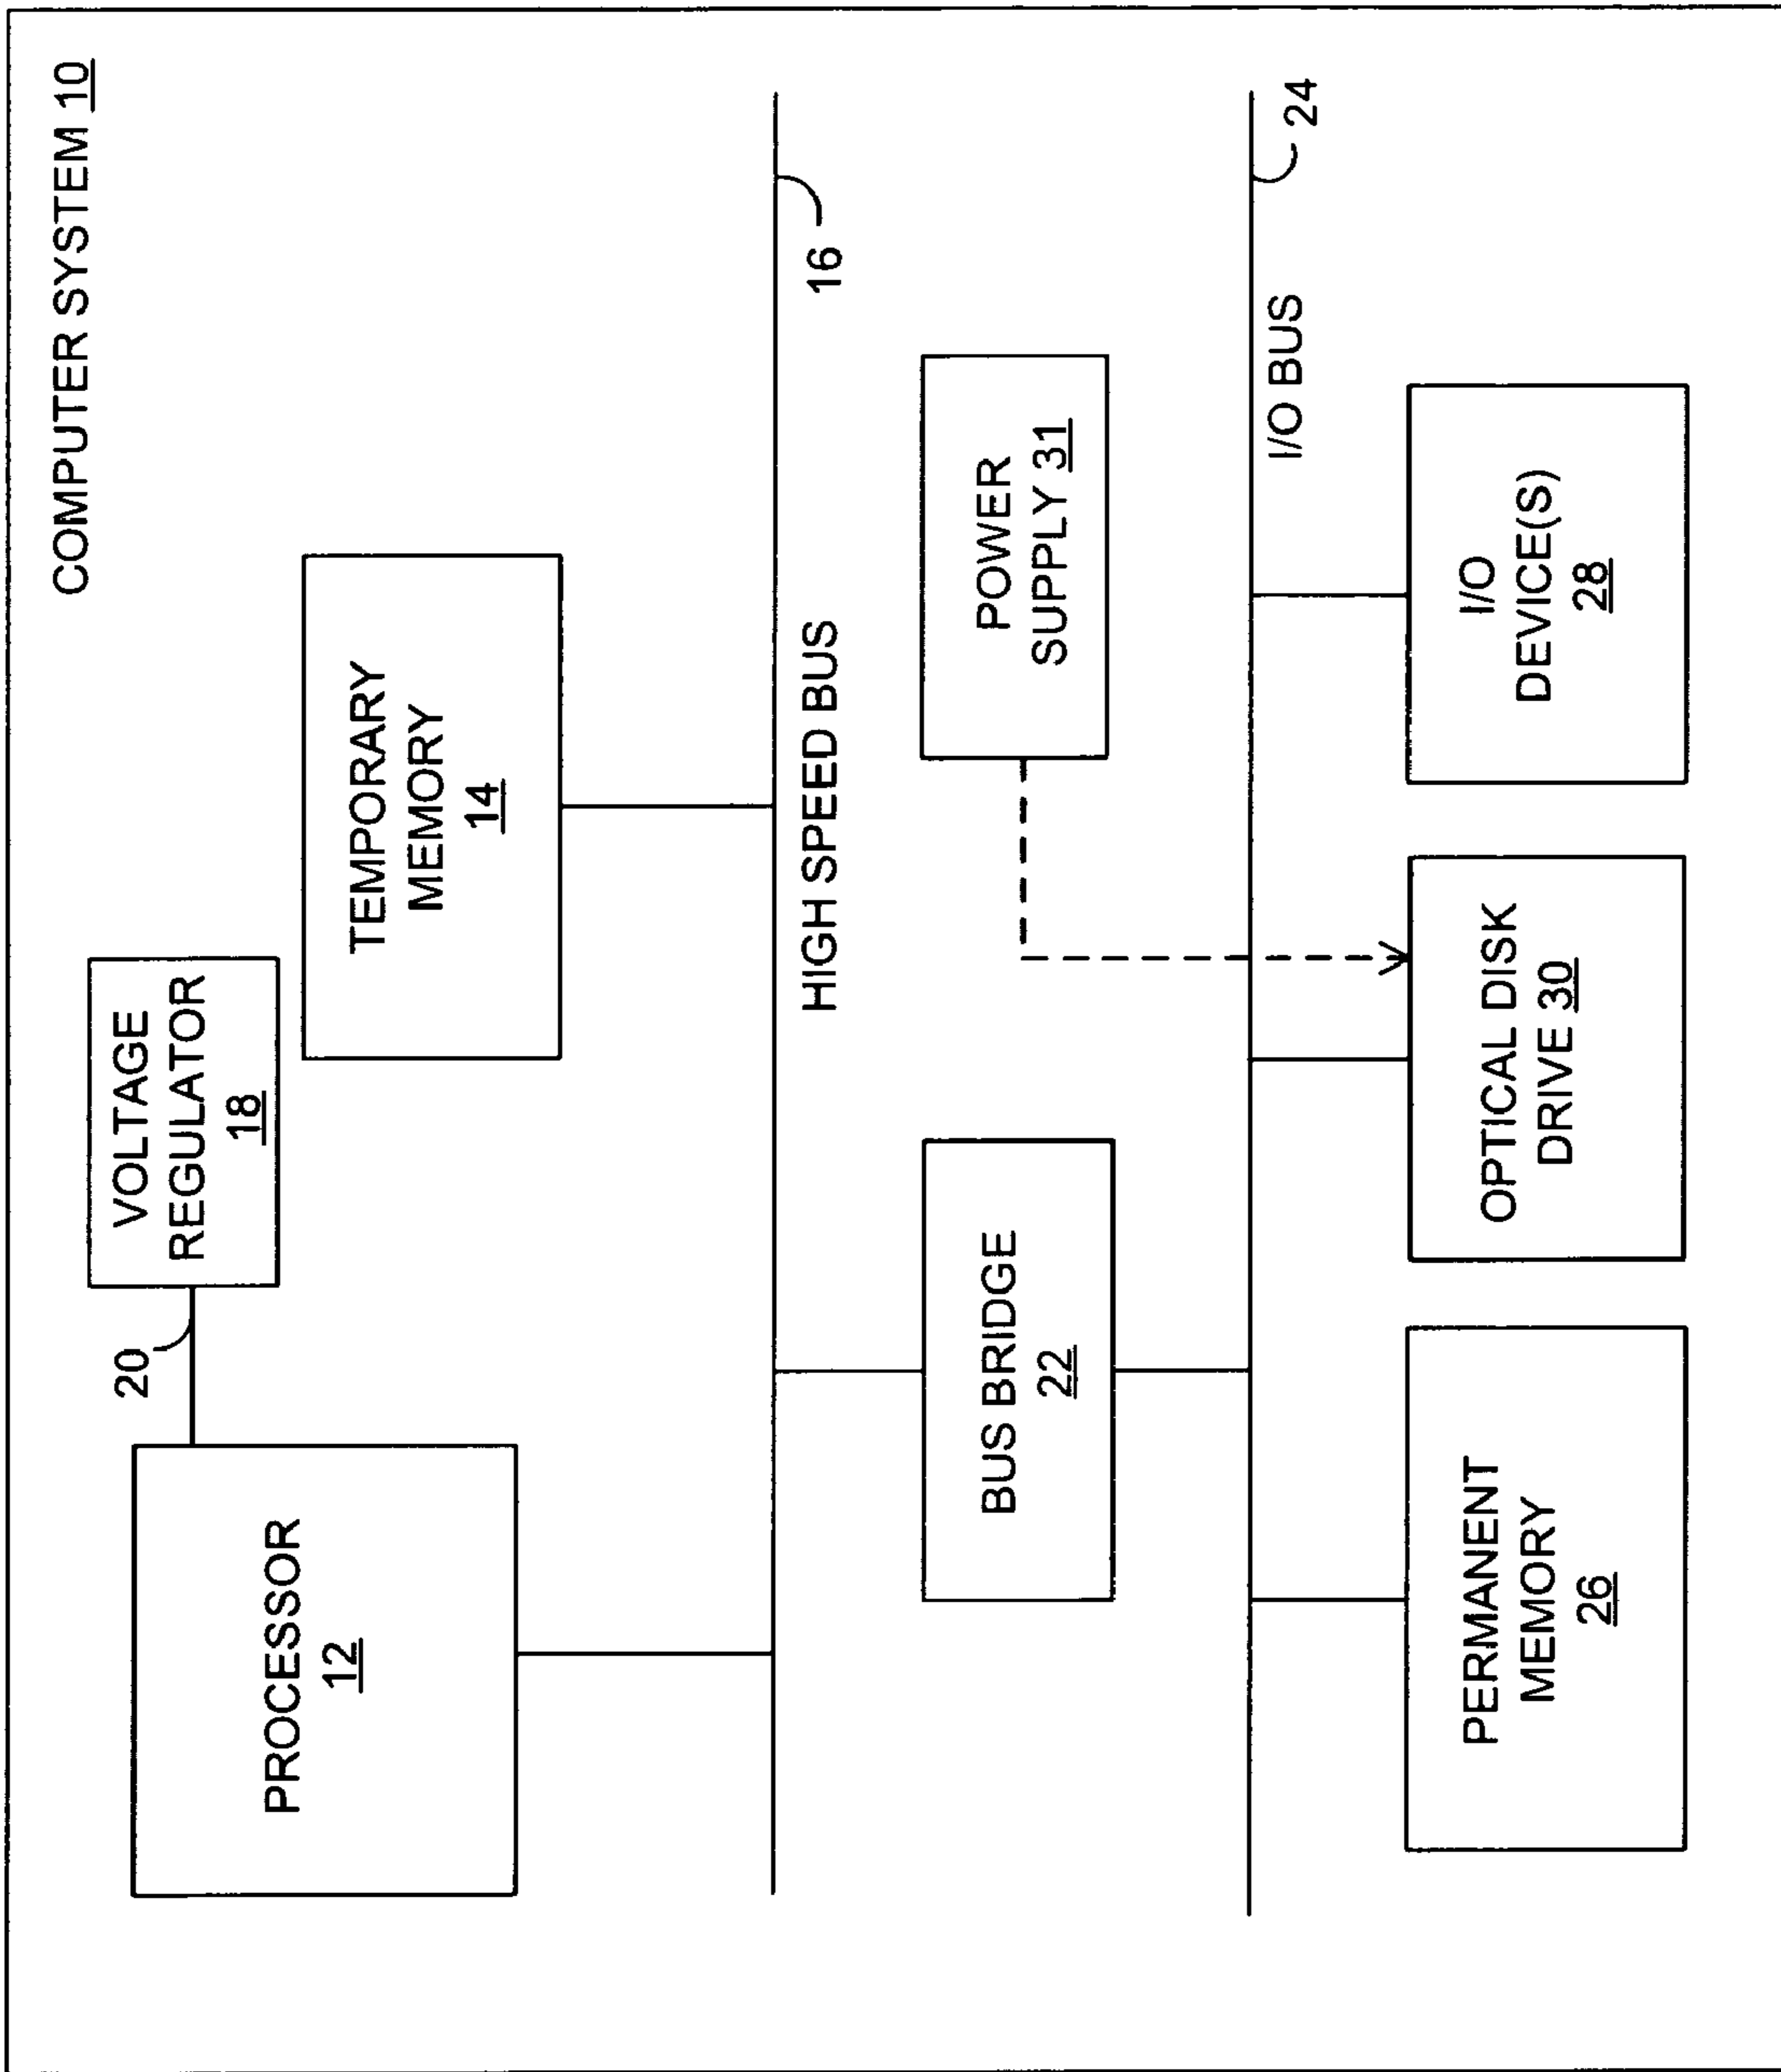 COMPUTER SYSTEM 10
VOLTAGE
REGULATOR
18
20
PROCESSOR
12
TEMPORARY
MEMORY
14
16
HIGH SPEED BUS
BUS BRIDGE
22
POWER
SUPPLY 31
24
I/O BUS
PERMANENT
MEMORY
26
OPTICAL DISK
DRIVE 30
I/O
DEVICE(S)
28